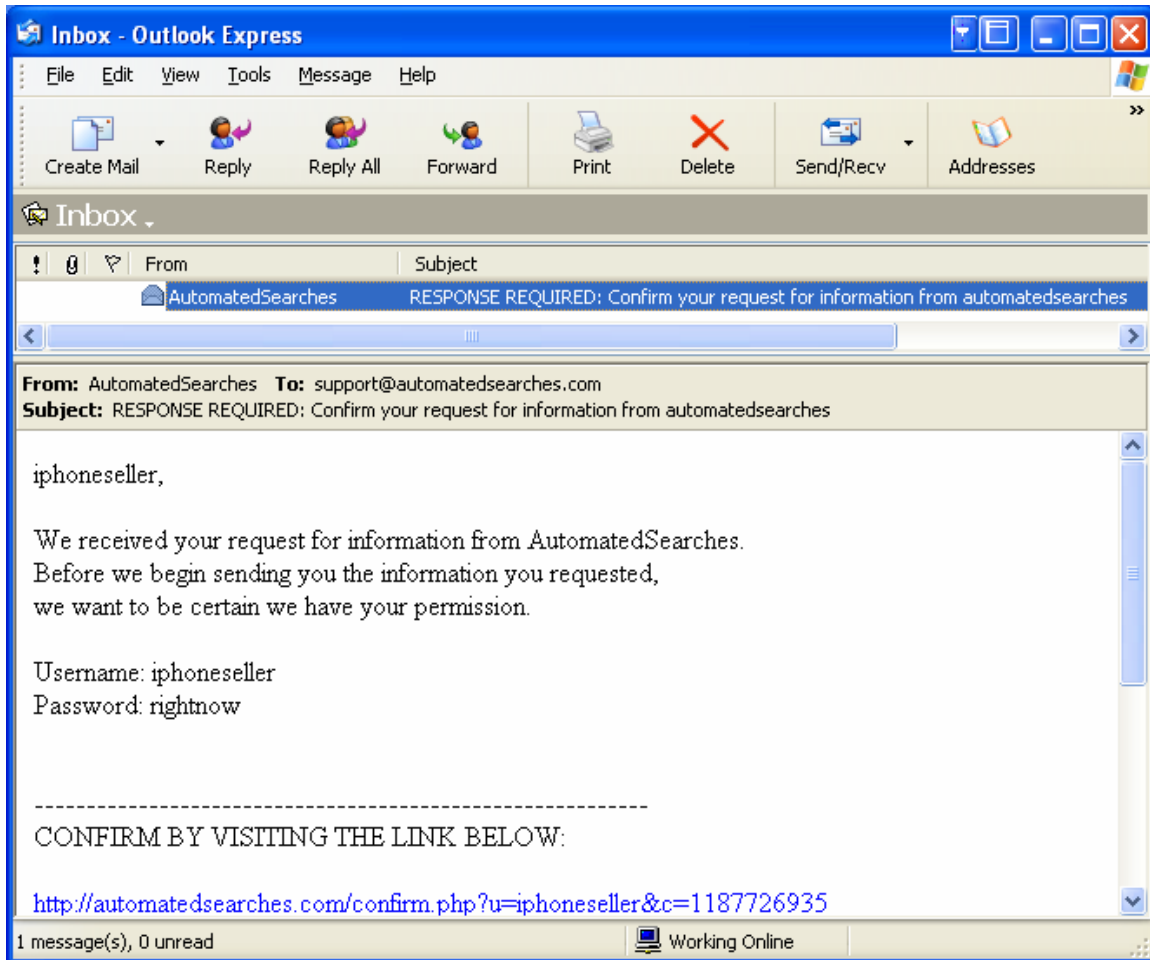 Inbox - Outlook Express
File Edit View Tools Message Help
Create Mail Reply Reply All Forward Print Delete Send/Recv Addresses
Inbox
! From Subject
AutomatedSearches RESPONSE REQUIRED: Confirm your request for information from automatedsearches
From: AutomatedSearches To: support@automatedsearches.com
Subject: RESPONSE REQUIRED: Confirm your request for information from automatedsearches
iphoneseller,
We received your request for information from AutomatedSearches.
Before we begin sending you the information you requested,
we want to be certain we have your permission.
Username: iphoneseller
Password: rightnow
------------------------------------------------------------
CONFIRM BY VISITING THE LINK BELOW:
http://automatedsearches.com/confirm.php?u=iphoneseller&c=1187726935
1 message(s), 0 unread Working Online